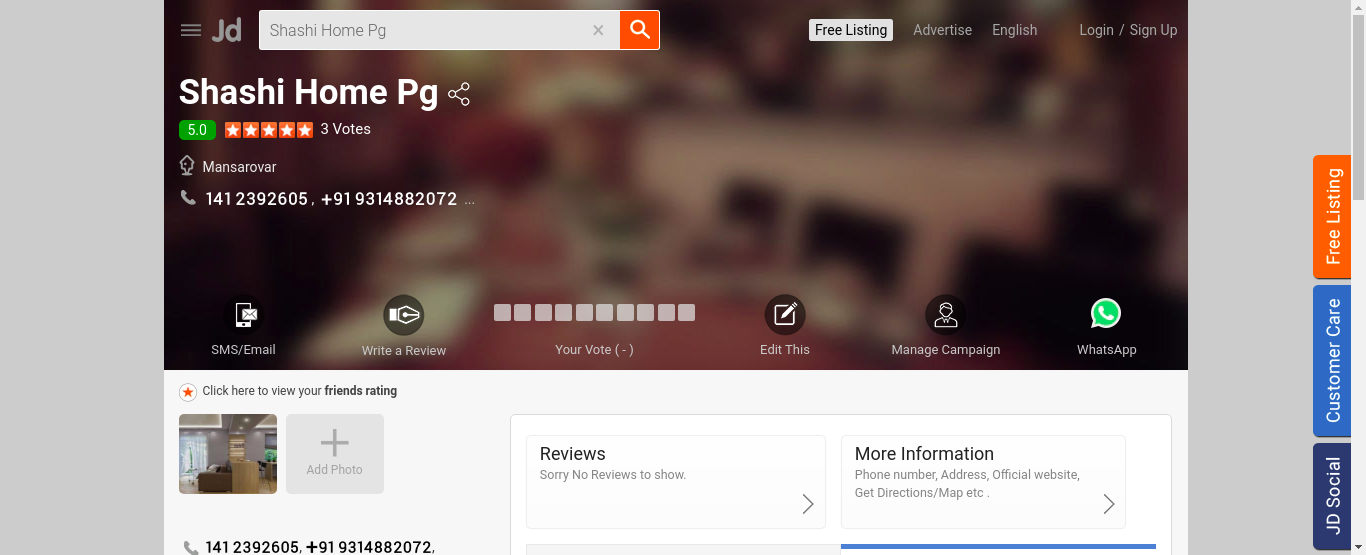 Jd
Shashi Home Pg
Free Listing
Advertise
English
Login / Sign Up
Shashi Home Pg
5.0
3 Votes
Mansarovar
141 2392605 , +91 9314882072 ...
SMS/Email
Write a Review
Your Vote ( - )
Edit This
Manage Campaign
WhatsApp
Click here to view your friends rating
Add Photo
Reviews
Sorry No Reviews to show.
More Information
Phone number, Address, Official website,
Get Directions/Map etc .
141 2392605, +91 9314882072,
Free Listing
Customer Care
JD Social